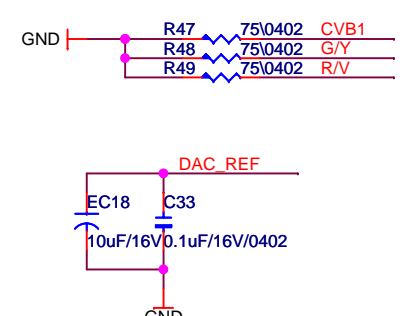 R47 75\0402 CVB1
GND
R48 75\0402 G/Y
R49 75\0402 R/V
DAC_REF
EC18 C33
10uF/16V 0.1uF/16V/0402
GND